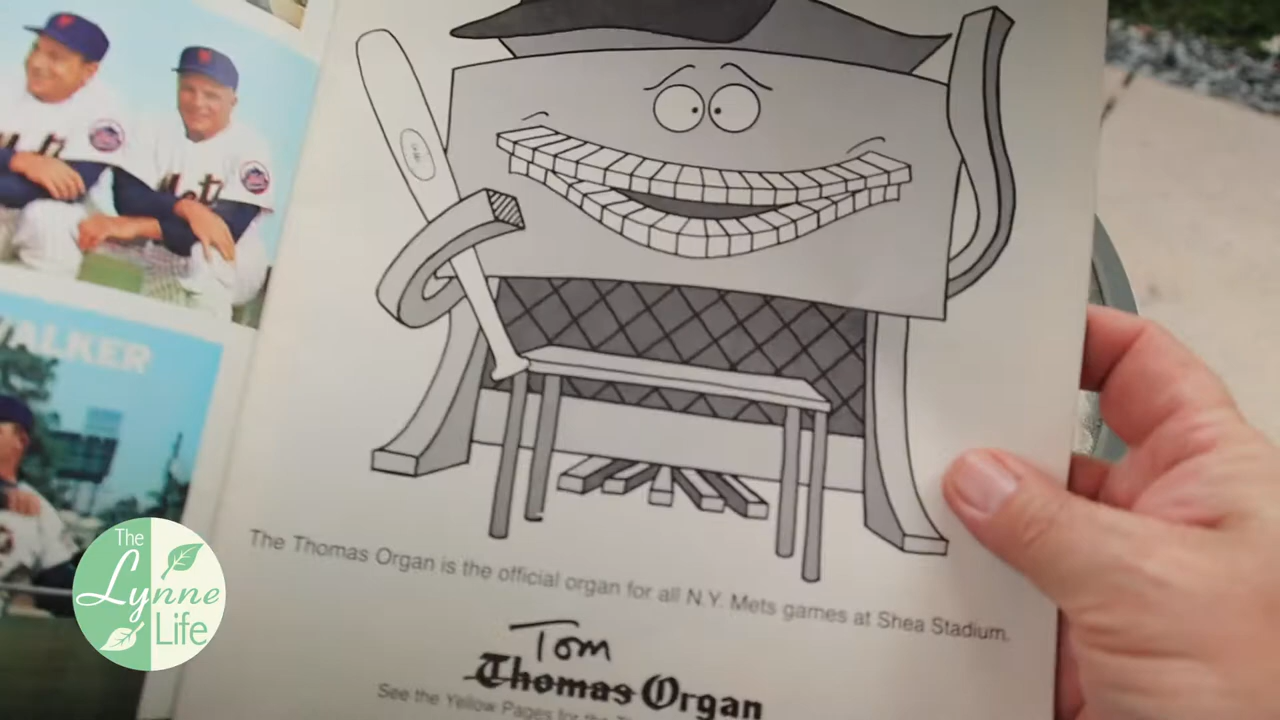 WALKER
The Thomas Organ is the official organ for all N.Y. Mets games at Shea Stadium.
Tom
Thomas Organ
See the Yellow Pages for the
The
Lynne
Life